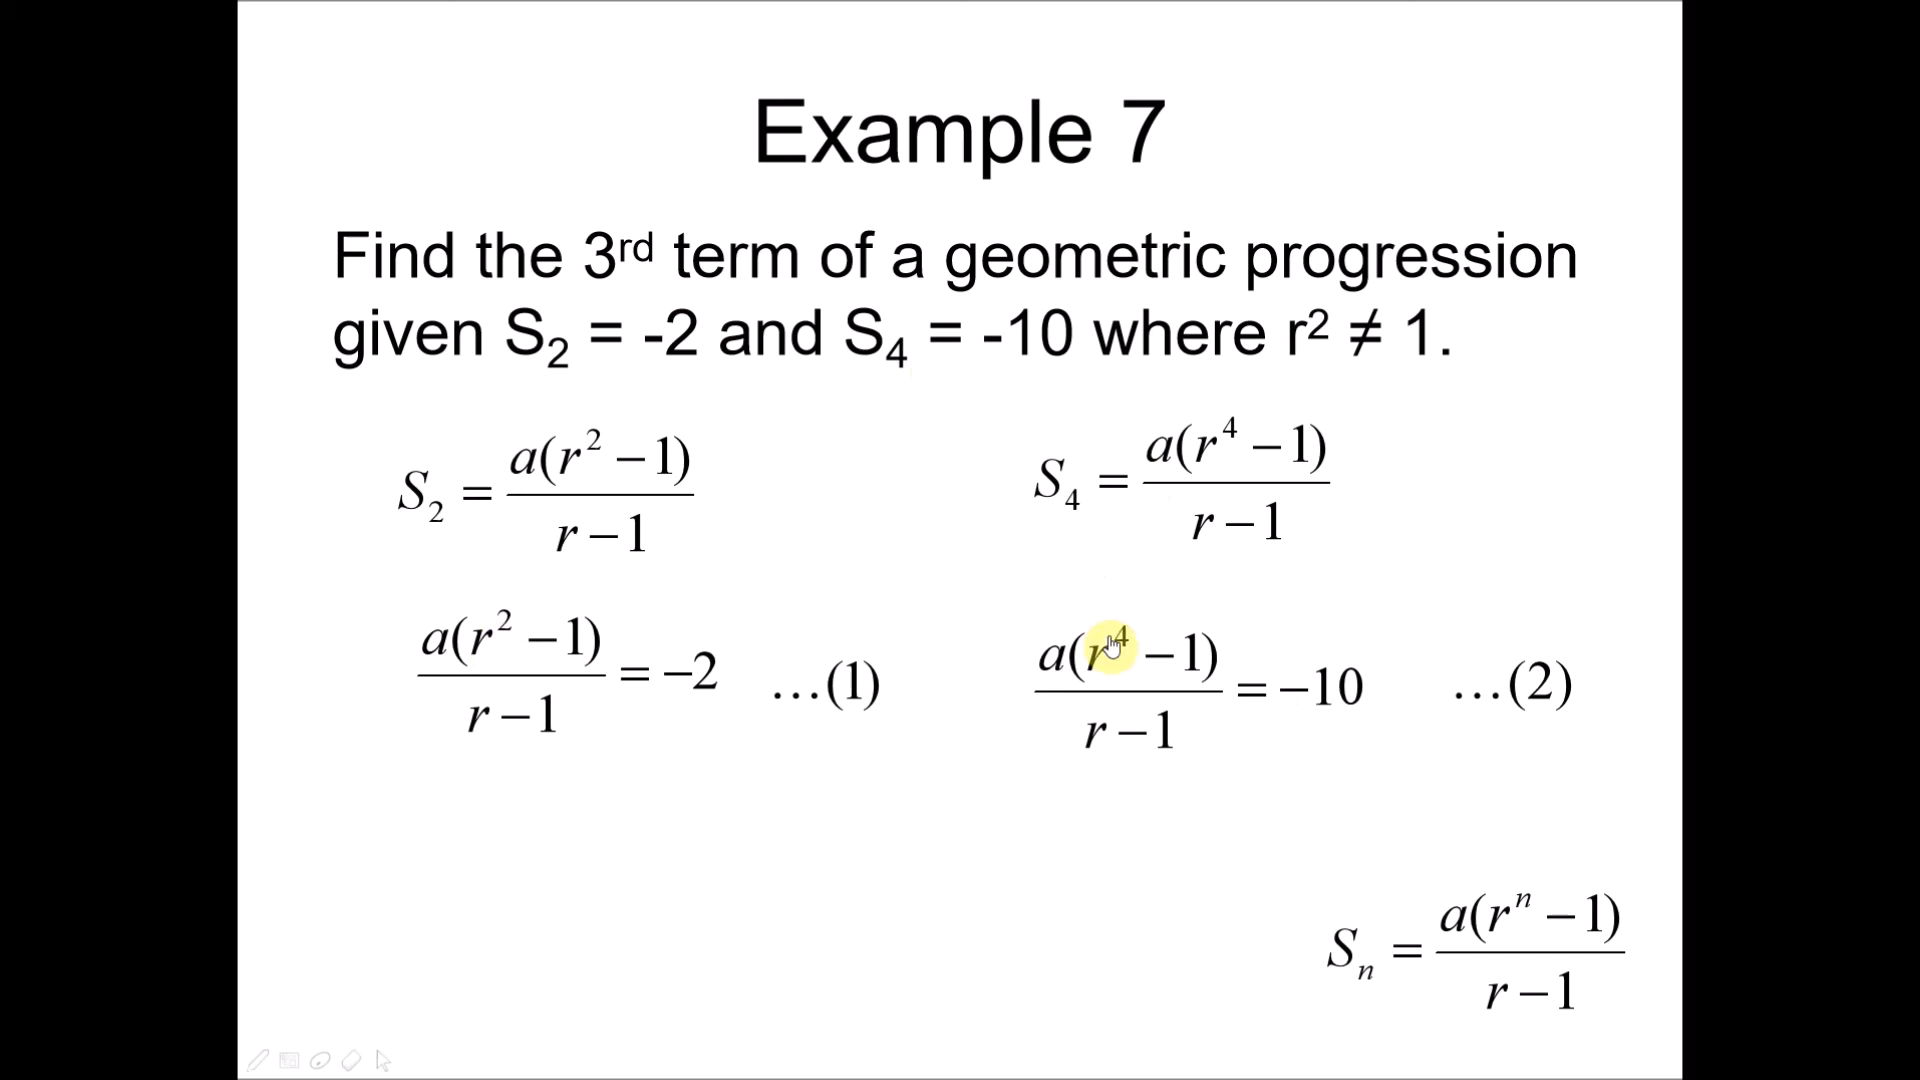 Example 7
Find the 3rd term of a geometric progression
given S₂ = -2 and S₄ = -10 where r² ≠ 1.
S₂ = a(r² − 1) / r − 1
S₄ = a(r⁴ − 1) / r − 1
a(r² − 1) / r − 1 = −2 …(1)
a(r⁴ − 1) / r − 1 = −10 …(2)
Sₙ = a(rⁿ − 1) / r − 1